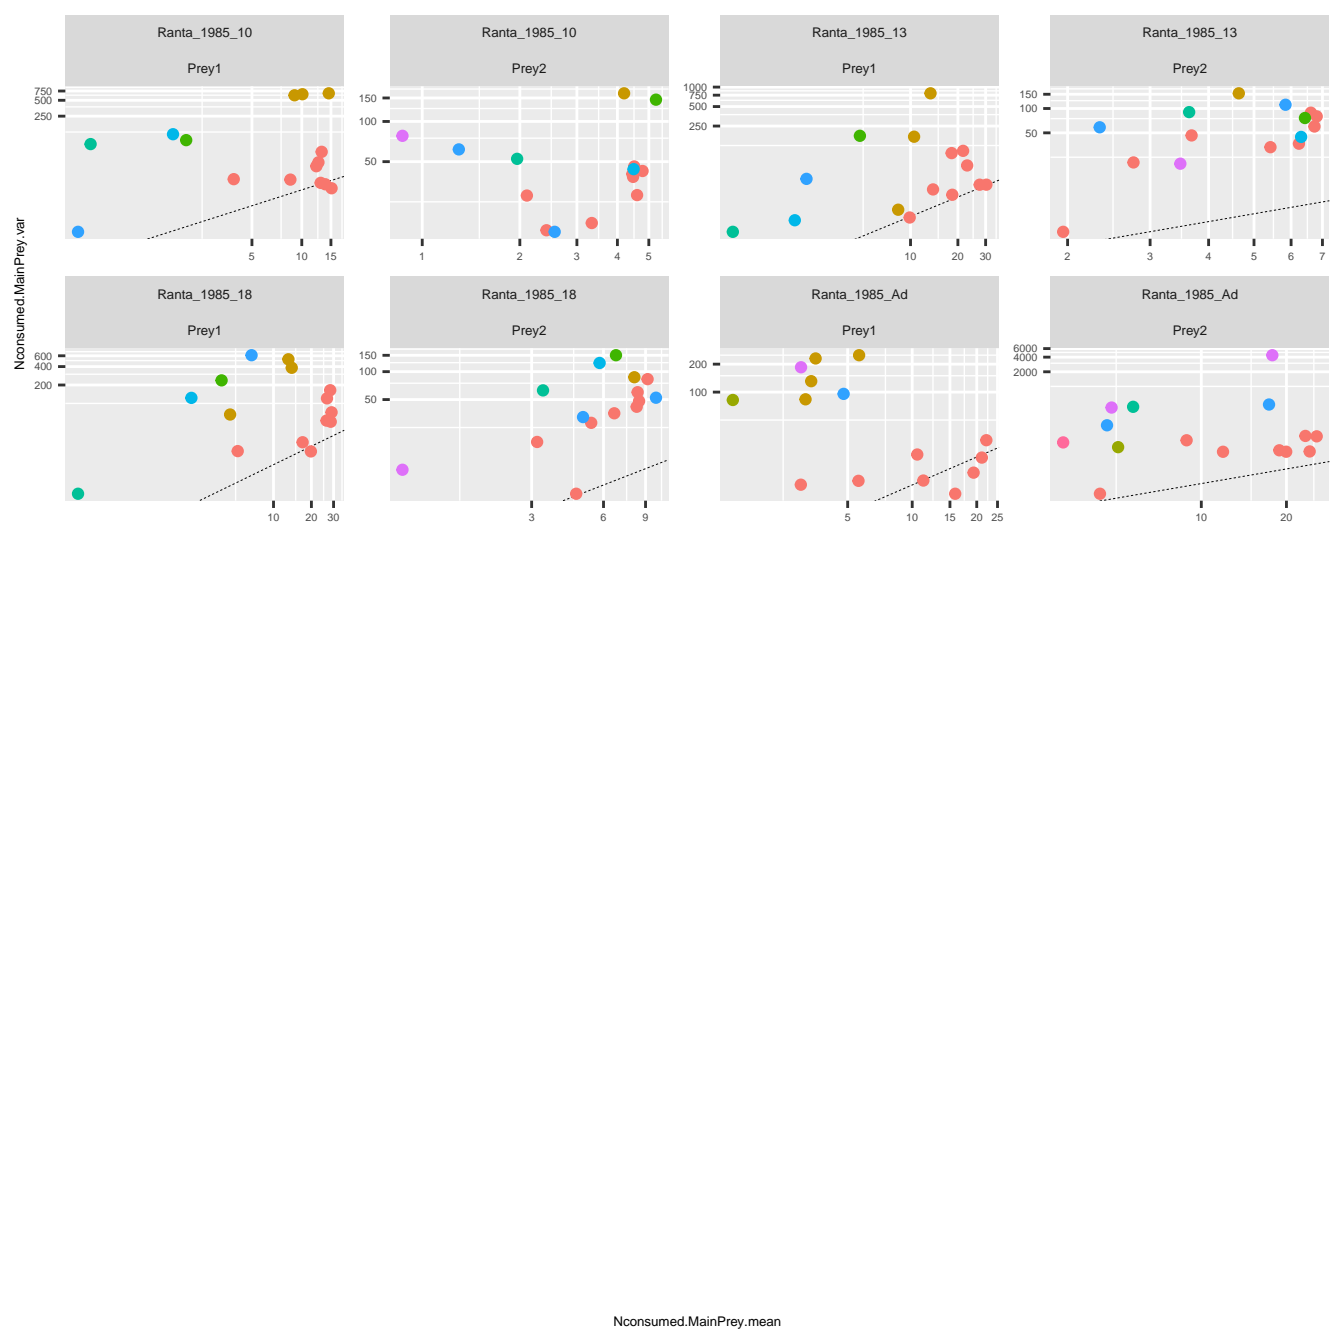 Ranta_1985_10 Ranta_1985_10 Ranta_1985_13 Ranta_1985_13
Prey1 Prey2 Prey1 Prey2
750 500 250
150 100 50
1000 750 500 250
150 100 50
5 10 15
1 2 3 4 5
10 20 30
2 3 4 5 6 7
Nconsumed.MainPrey.var
Ranta_1985_18 Ranta_1985_18 Ranta_1985_Ad Ranta_1985_Ad
Prey1 Prey2 Prey1 Prey2
600 400 200
150 100 50
200 100
6000 4000 2000
10 20 30
3 6 9
5 10 15 20 25
10 20
Nconsumed.MainPrey.mean